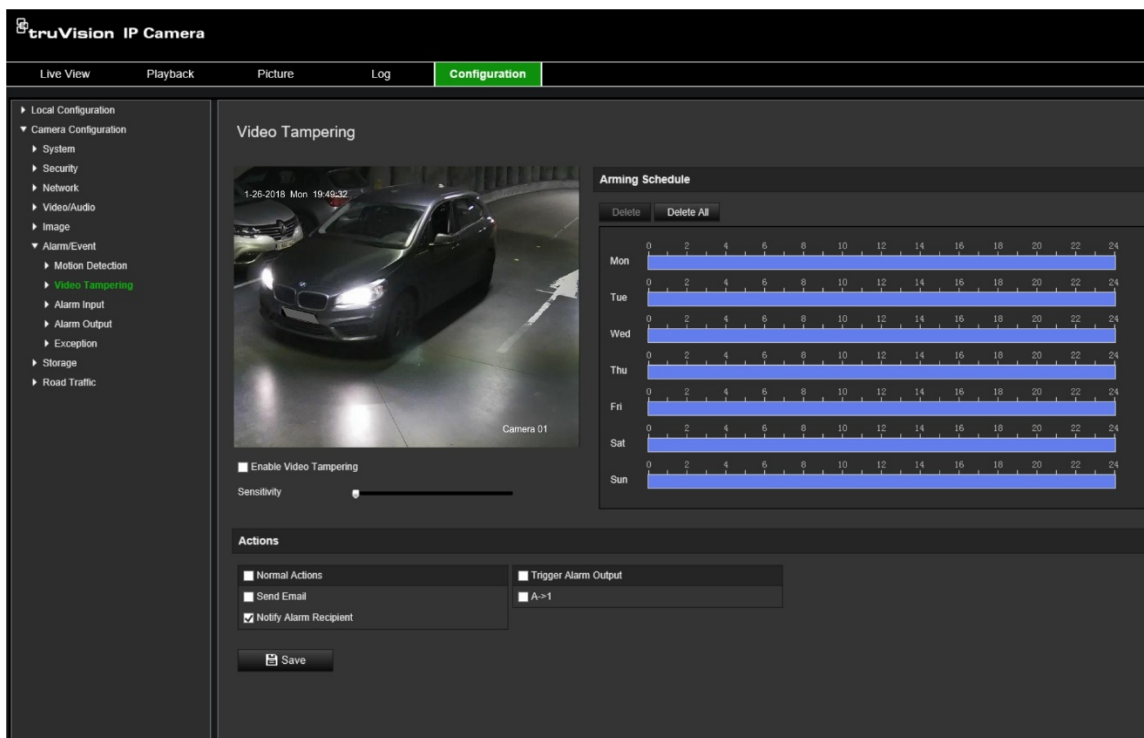 truVision IP Camera
Live View Playback Picture Log Configuration
Local Configuration
Camera Configuration
System
Security
Network
Video/Audio
Image
Alarm/Event
Motion Detection
Video Tampering
Alarm Input
Alarm Output
Exception
Storage
Road Traffic
Video Tampering
1-26-2018 Mon 19:49:32
Camera 01
Enable Video Tampering
Sensitivity
Arming Schedule
Delete Delete All
0 2 4 6 8 10 12 14 16 18 20 22 24
Mon
0 2 4 6 8 10 12 14 16 18 20 22 24
Tue
0 2 4 6 8 10 12 14 16 18 20 22 24
Wed
0 2 4 6 8 10 12 14 16 18 20 22 24
Thu
0 2 4 6 8 10 12 14 16 18 20 22 24
Fri
0 2 4 6 8 10 12 14 16 18 20 22 24
Sat
0 2 4 6 8 10 12 14 16 18 20 22 24
Sun
Actions
Normal Actions Trigger Alarm Output
Send Email A->1
Notify Alarm Recipient
Save